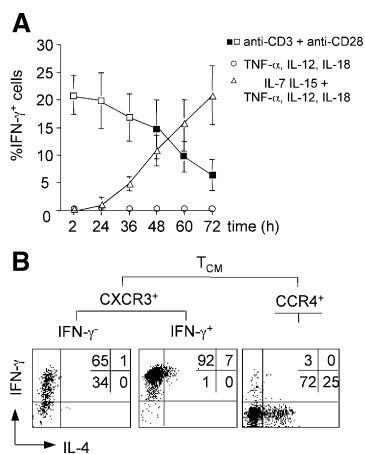 A
■□ anti-CD3 + anti-CD28
○ TNF-α, IL-12, IL-18
△ IL-7 IL-15 +
TNF-α, IL-12, IL-18
%IFN-γ+ cells
30
25
20
15
10
5
0
2 24 36 48 60 72 time (h)
B
TCM
CXCR3+
CCR4+
IFN-γ- IFN-γ+
65 1
34 0
92 7
1 0
3 0
72 25
IFN-γ
IL-4